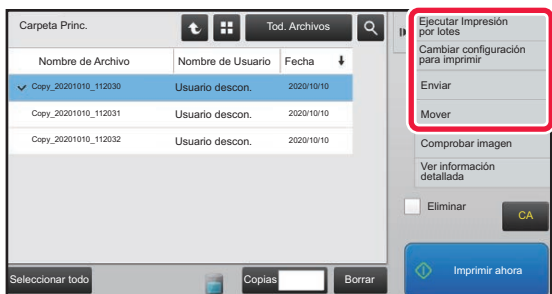 Carpeta Princ.
Tod. Archivos
Nombre de Archivo
Nombre de Usuario
Fecha
Copy_20201010_112030
Usuario descon.
2020/10/10
Copy_20201010_112031
Usuario descon.
2020/10/10
Copy_20201010_112032
Usuario descon.
2020/10/10
Seleccionar todo
Copias
Borrar
Ejecutar Impresión
por lotes
Cambiar configuración
para imprimir
Enviar
Mover
Comprobar imagen
Ver información
detallada
Eliminar
CA
Imprimir ahora